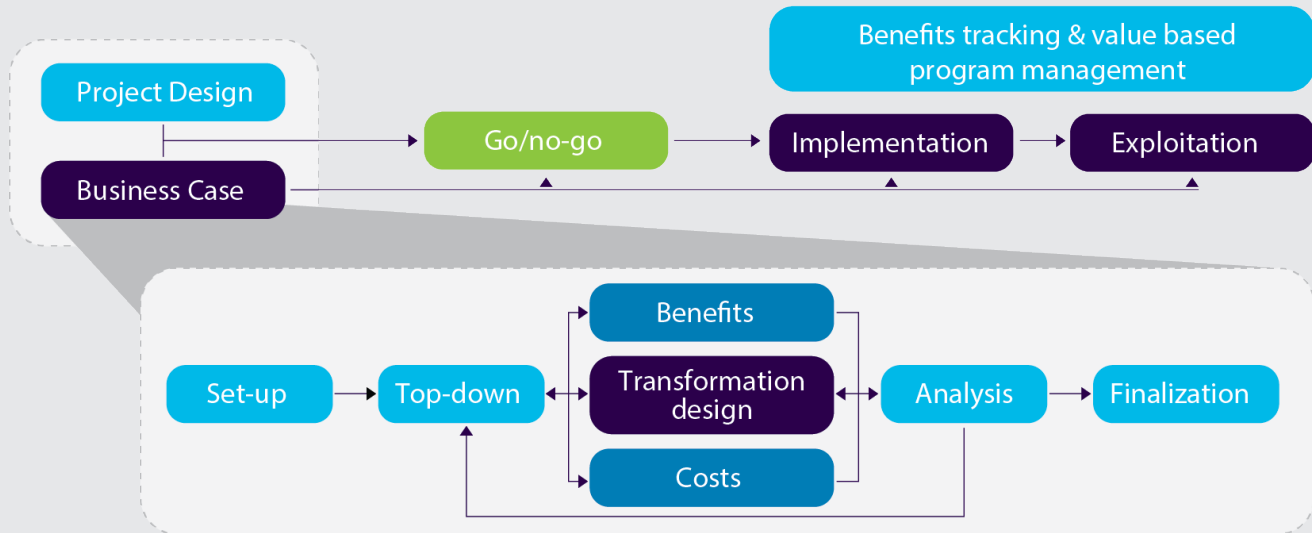 Benefits tracking & value based
program management
Project Design
Go/no-go
Implementation
Exploitation
Business Case
Benefits
Set-up
Top-down
Transformation
design
Analysis
Finalization
Costs